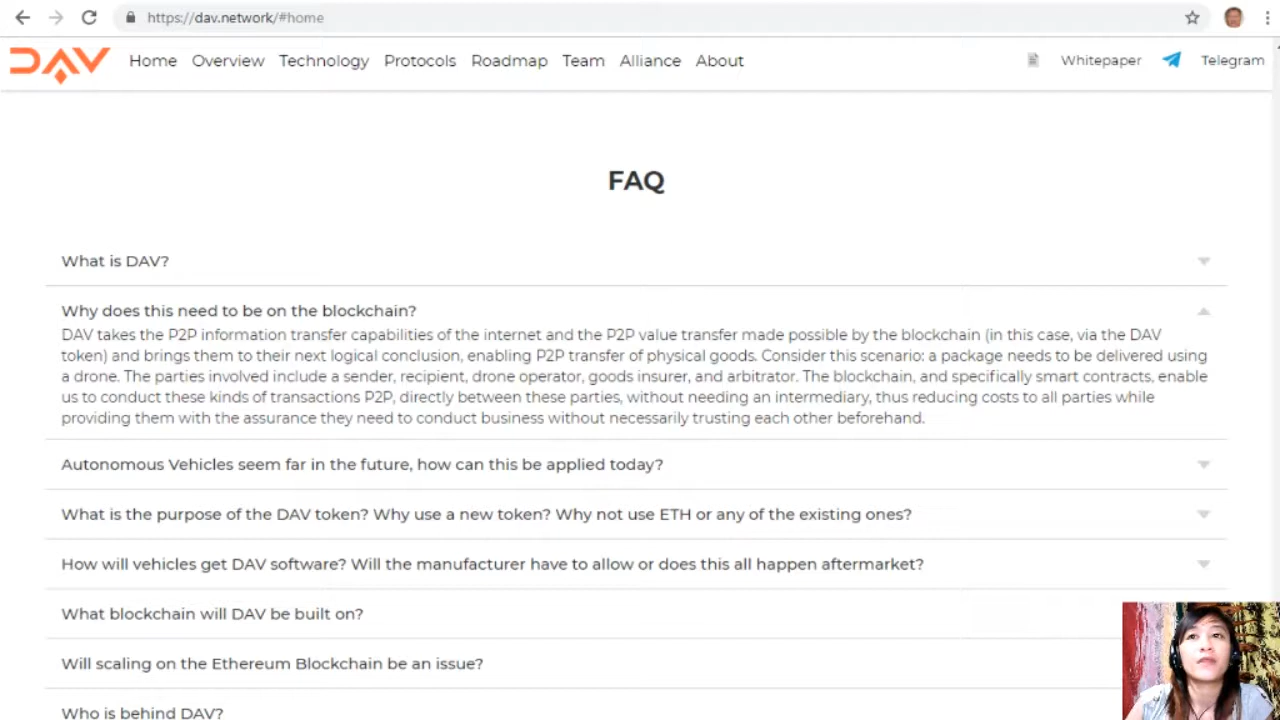 https://dav.network/#home
DAV Home Overview Technology Protocols Roadmap Team Alliance About Whitepaper Telegram
FAQ
What is DAV?
Why does this need to be on the blockchain?
DAV takes the P2P information transfer capabilities of the internet and the P2P value transfer made possible by the blockchain (in this case, via the DAV
token) and brings them to their next logical conclusion, enabling P2P transfer of physical goods. Consider this scenario: a package needs to be delivered using
a drone. The parties involved include a sender, recipient, drone operator, goods insurer, and arbitrator. The blockchain, and specifically smart contracts, enable
us to conduct these kinds of transactions P2P, directly between these parties, without needing an intermediary, thus reducing costs to all parties while
providing them with the assurance they need to conduct business without necessarily trusting each other beforehand.
Autonomous Vehicles seem far in the future, how can this be applied today?
What is the purpose of the DAV token? Why use a new token? Why not use ETH or any of the existing ones?
How will vehicles get DAV software? Will the manufacturer have to allow or does this all happen aftermarket?
What blockchain will DAV be built on?
Will scaling on the Ethereum Blockchain be an issue?
Who is behind DAV?